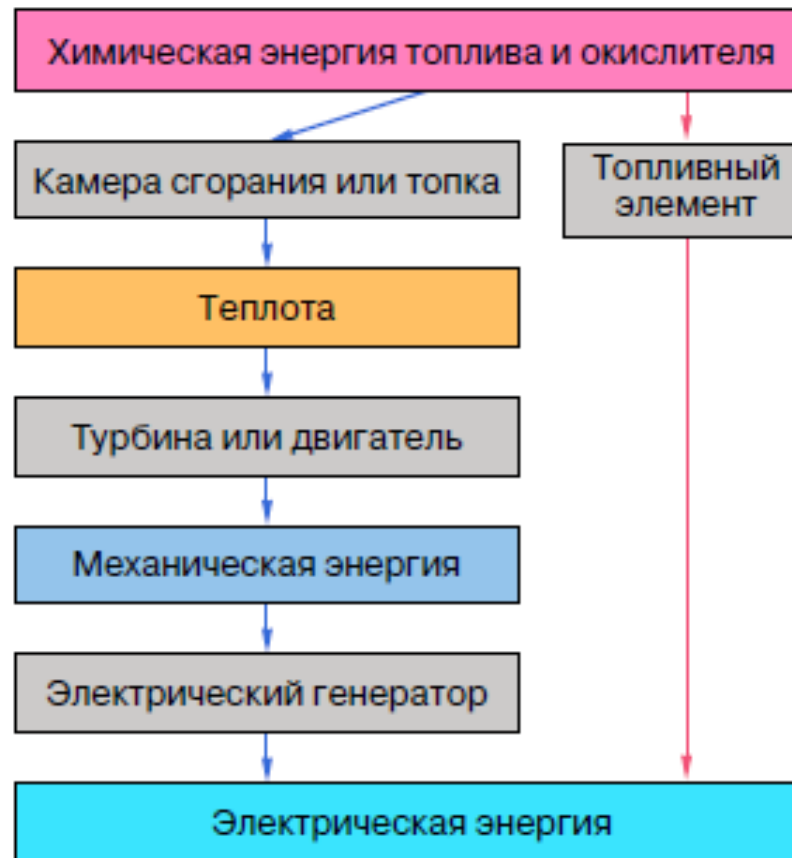 Химическая энергия топлива и окислителя
Камера сгорания или топка
Топливный
элемент
Теплота
Турбина или двигатель
Механическая энергия
Электрический генератор
Электрическая энергия